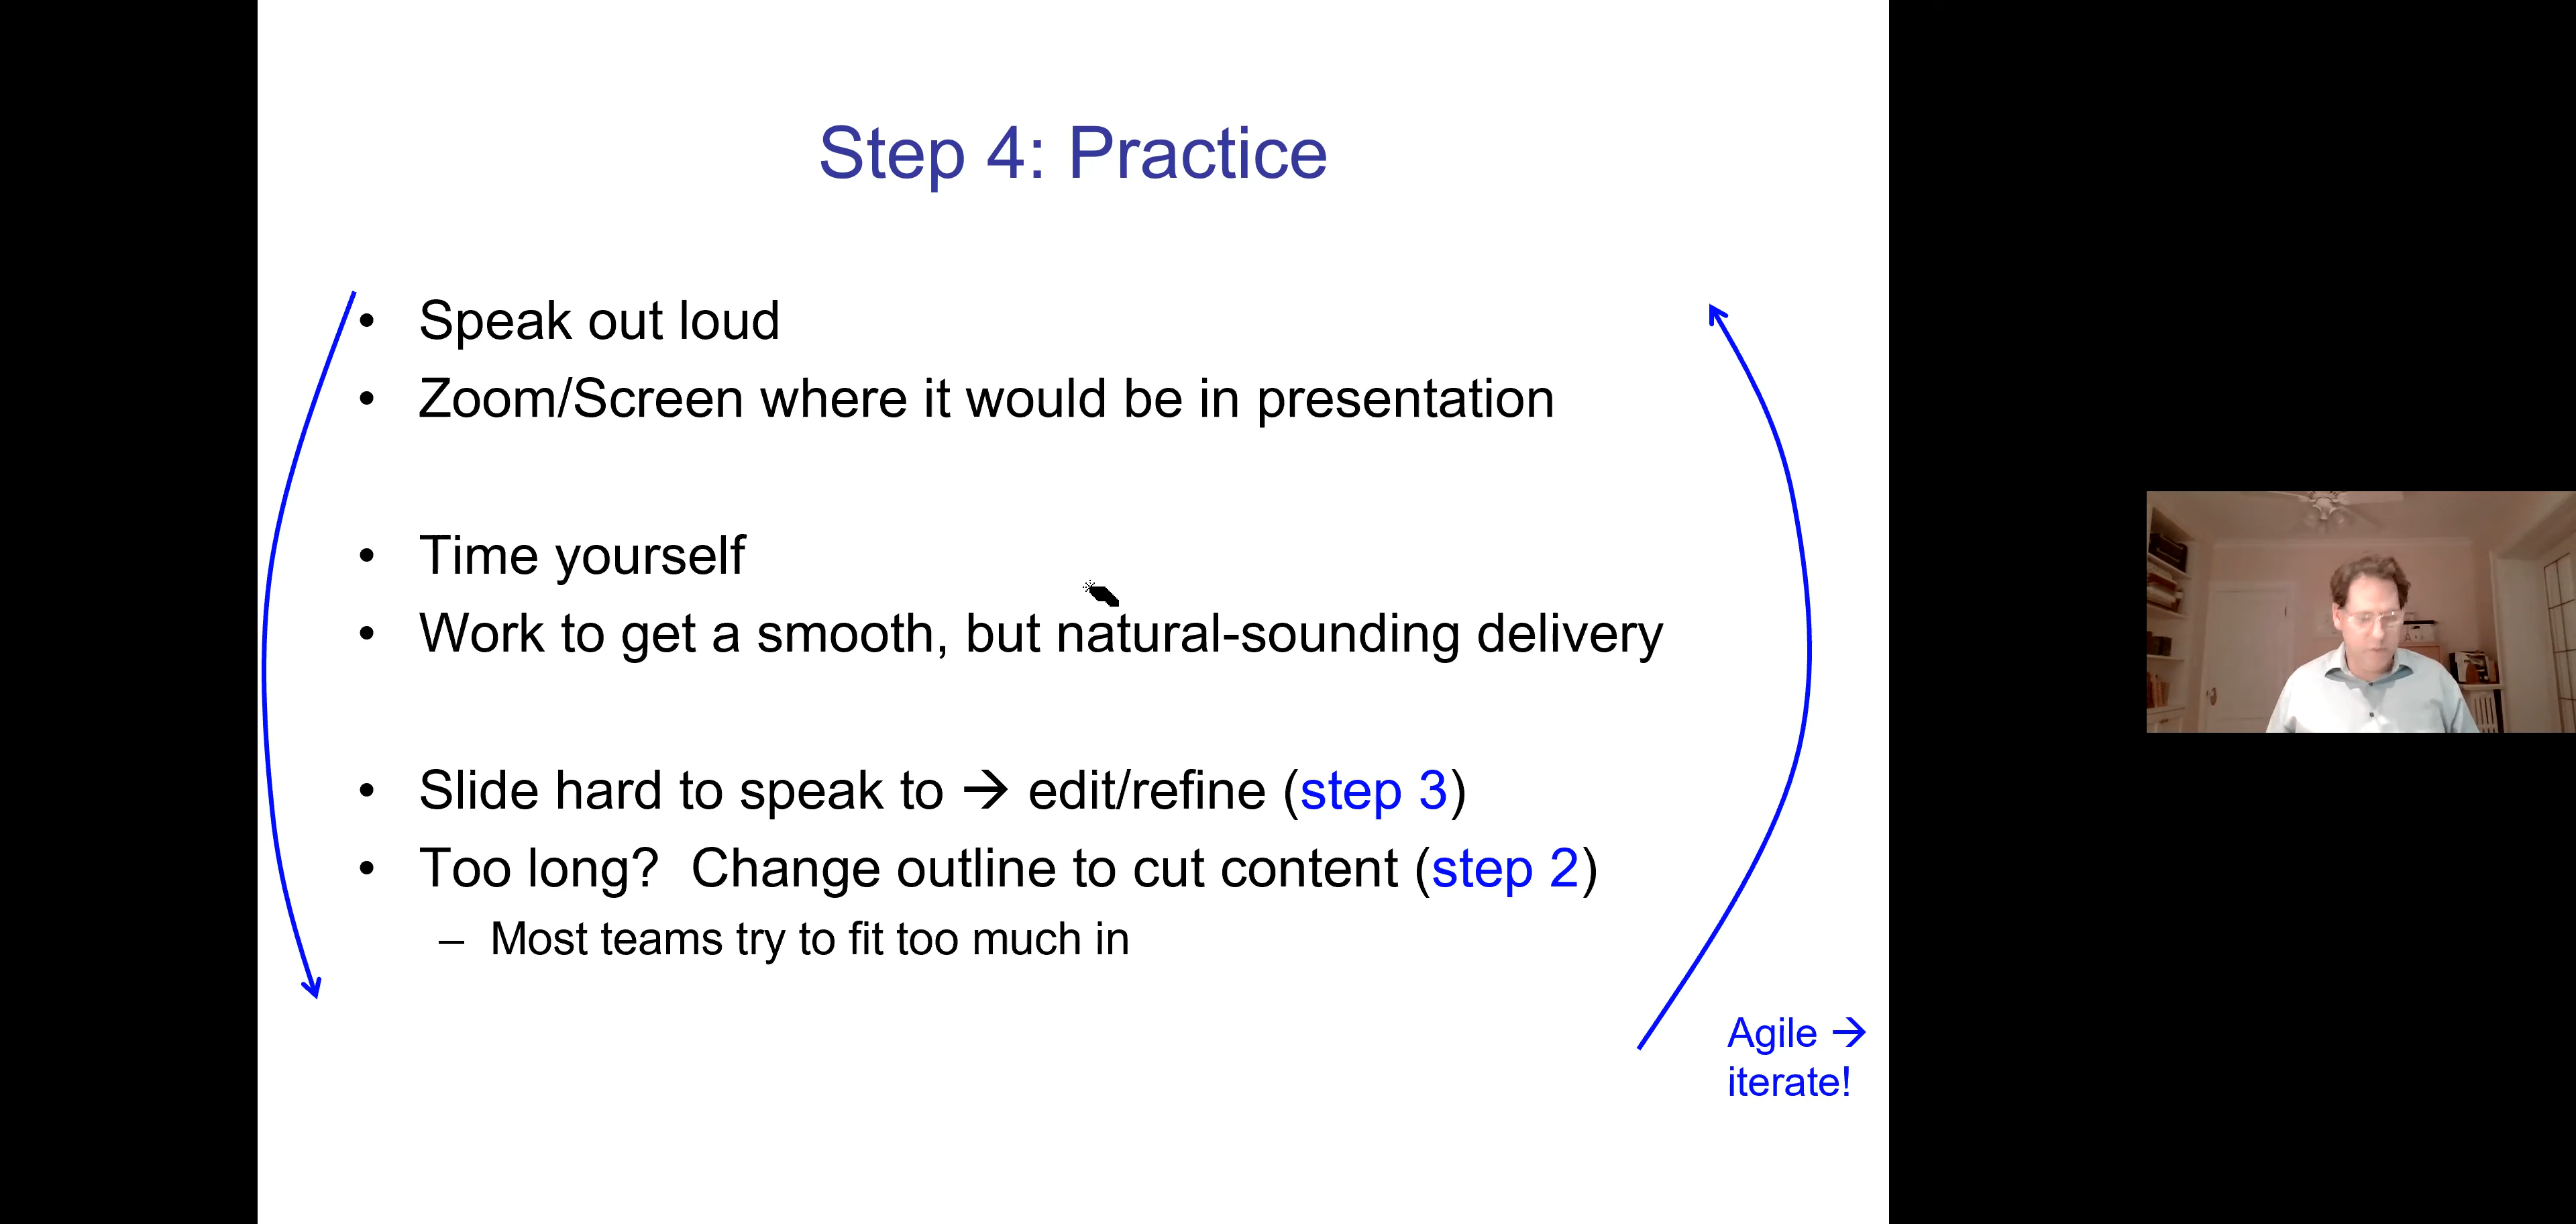 Step 4: Practice
• Speak out loud
• Zoom/Screen where it would be in presentation
• Time yourself
• Work to get a smooth, but natural-sounding delivery
• Slide hard to speak to → edit/refine (step 3)
• Too long?  Change outline to cut content (step 2)
– Most teams try to fit too much in
Agile →
iterate!